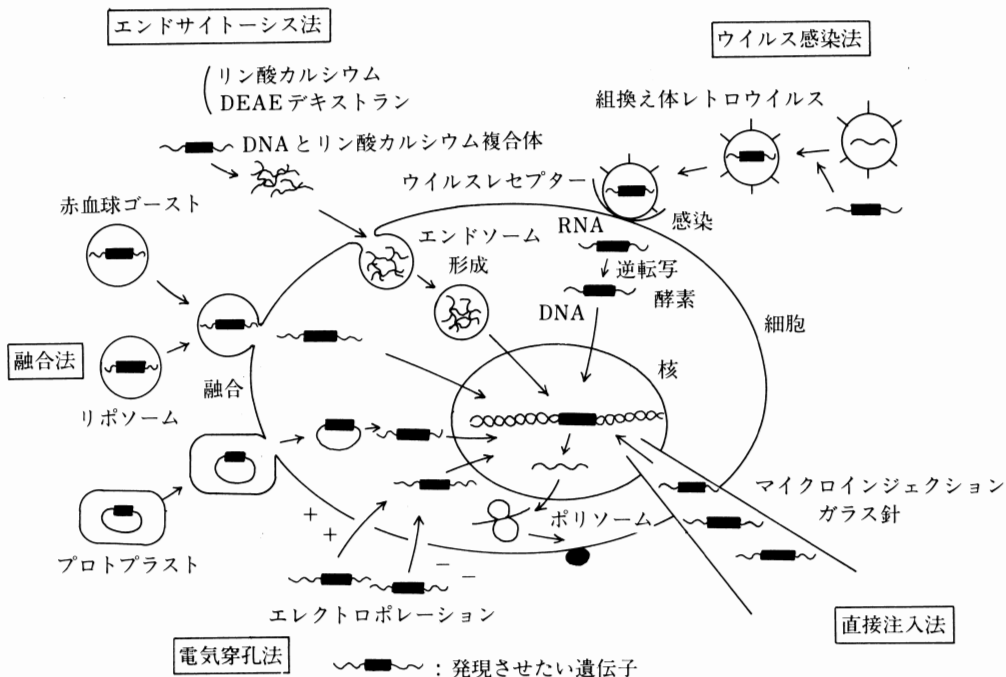 エンドサイトーシス法
リン酸カルシウム
DEAEデキストラン
DNAとリン酸カルシウム複合体
ウイルス感染法
組換え体レトロウイルス
ウイルスレセプター
感染
赤血球ゴースト
エンドソーム
形成
RNA
逆転写
酵素
DNA
細胞
融合法
リポソーム
融合
核
プロトプラスト
ポリソーム
マイクロインジェクション
ガラス針
+
+
−
−
エレクトロポレーション
電気穿孔法
直接注入法
：発現させたい遺伝子